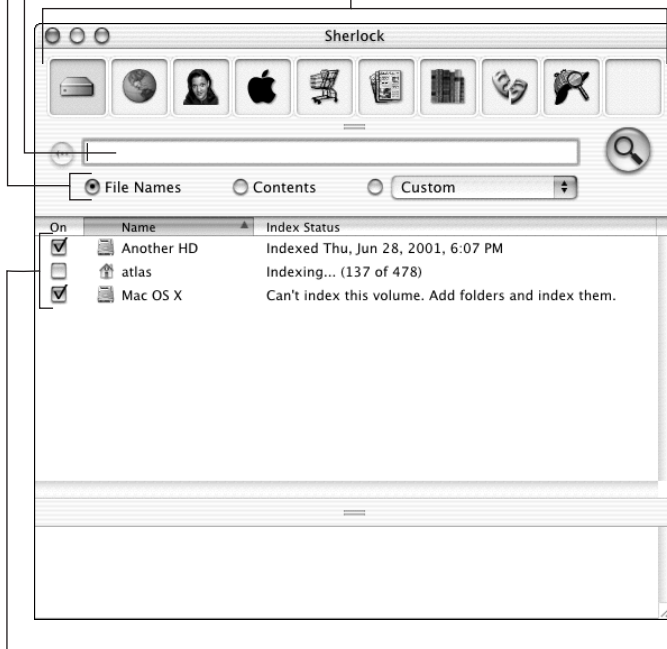 Sherlock
File Names Contents Custom
On Name Index Status
Another HD Indexed Thu, Jun 28, 2001, 6:07 PM
atlas Indexing... (137 of 478)
Mac OS X Can't index this volume. Add folders and index them.